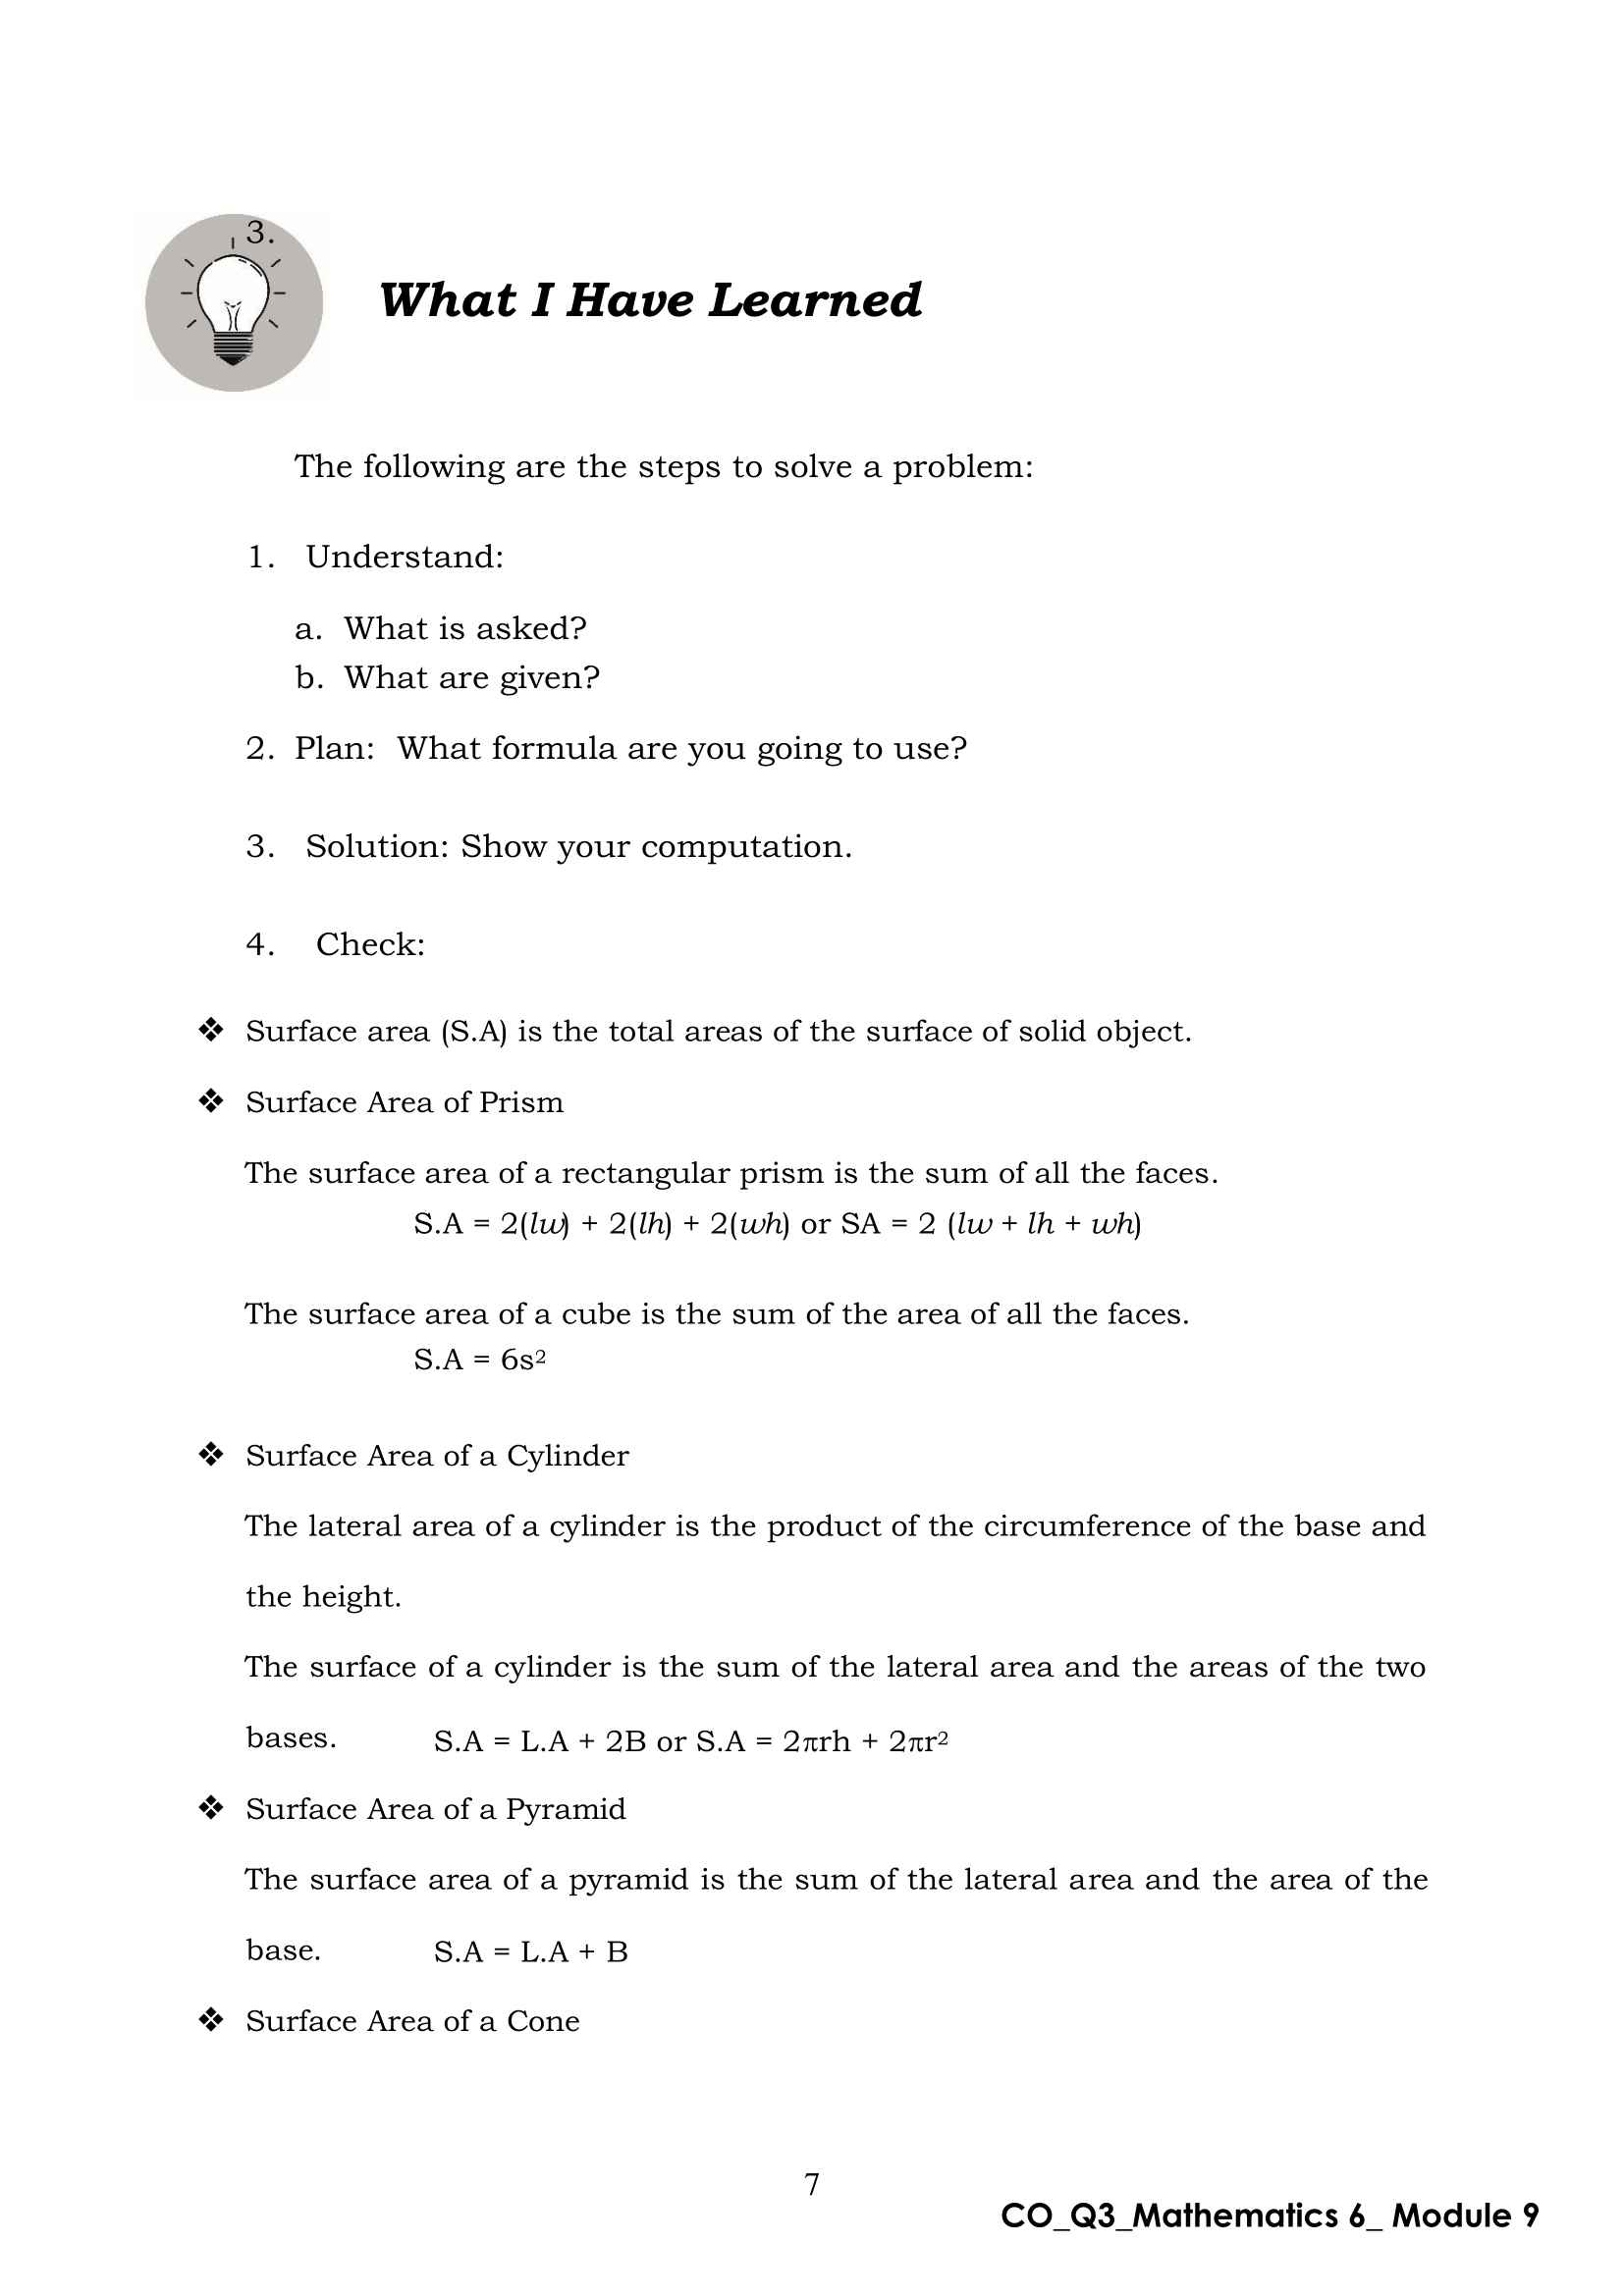 3.
What I Have Learned
The following are the steps to solve a problem:
1. Understand:
a. What is asked?
b. What are given?
2. Plan: What formula are you going to use?
3. Solution: Show your computation.
4. Check:
❖ Surface area (S.A) is the total areas of the surface of solid object.
❖ Surface Area of Prism
The surface area of a rectangular prism is the sum of all the faces.
S.A = 2(lw) + 2(lh) + 2(wh) or SA = 2 (lw + lh + wh)
The surface area of a cube is the sum of the area of all the faces.
S.A = 6s²
❖ Surface Area of a Cylinder
The lateral area of a cylinder is the product of the circumference of the base and
the height.
The surface of a cylinder is the sum of the lateral area and the areas of the two
bases. S.A = L.A + 2B or S.A = 2πrh + 2πr²
❖ Surface Area of a Pyramid
The surface area of a pyramid is the sum of the lateral area and the area of the
base. S.A = L.A + B
❖ Surface Area of a Cone
7
CO_Q3_Mathematics 6_ Module 9